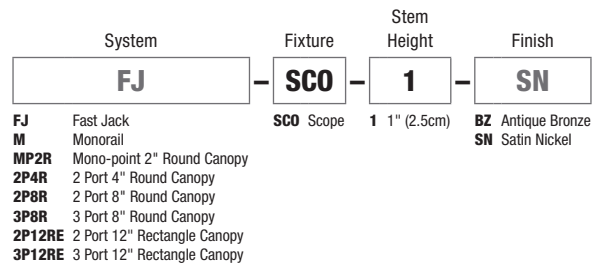 System Fixture Stem Height Finish
FJ – SCO – 1 – SN
FJ Fast Jack SCO Scope 1 1" (2.5cm) BZ Antique Bronze
M Monorail SN Satin Nickel
MP2R Mono-point 2" Round Canopy
2P4R 2 Port 4" Round Canopy
2P8R 2 Port 8" Round Canopy
3P8R 3 Port 8" Round Canopy
2P12RE 2 Port 12" Rectangle Canopy
3P12RE 3 Port 12" Rectangle Canopy